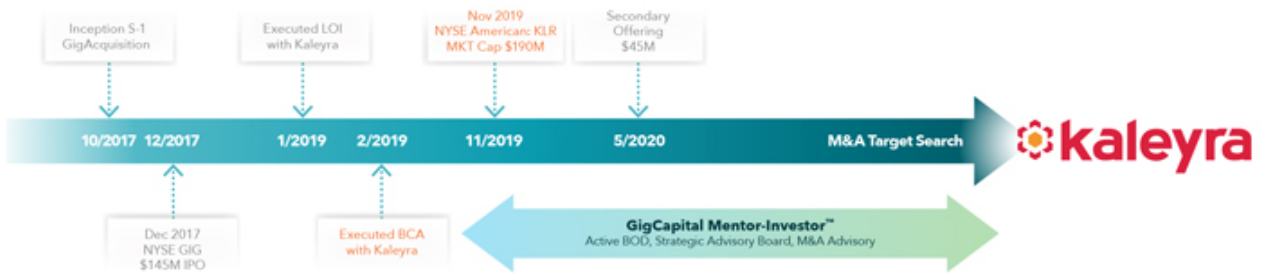 Inception S-1
GigAcquisition
Executed LOI
with Kaleyra
Nov 2019
NYSE American: KLR
MKT Cap $190M
Secondary
Offering
$45M
10/2017 12/2017 1/2019 2/2019 11/2019 5/2020 M&A Target Search
kaleyra
Dec 2017
NYSE GIG
$145M IPO
Executed BCA
with Kaleyra
GigCapital Mentor-Investor™
Active BOD, Strategic Advisory Board, M&A Advisory